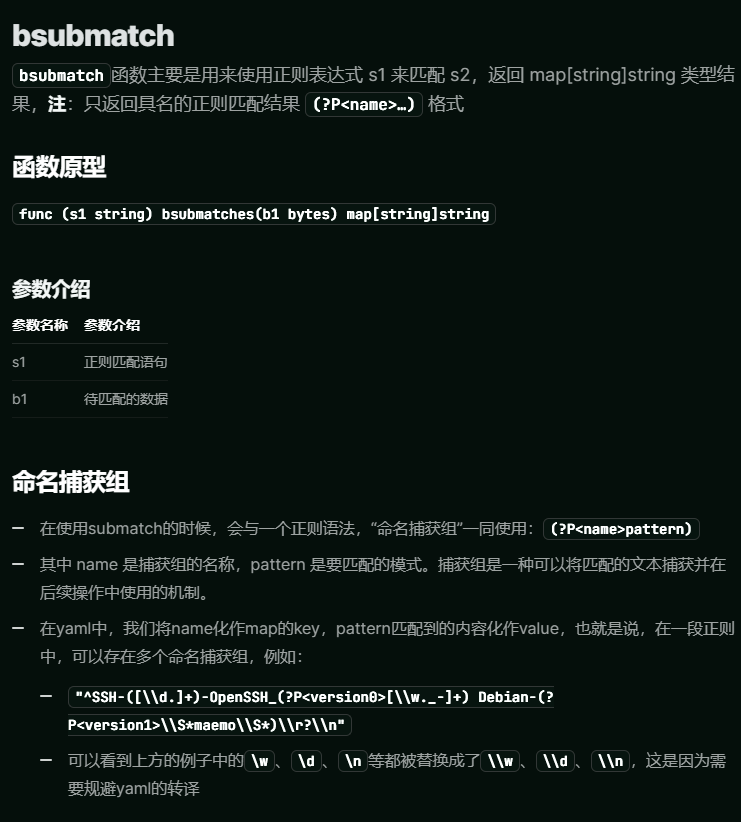 bsubmatch
bsubmatch函数主要是用来使用正则表达式 s1 来匹配 s2，返回 map[string]string 类型结
果，注：只返回具名的正则匹配结果 (?P<name>…) 格式
函数原型
func (s1 string) bsubmatches(b1 bytes) map[string]string
参数介绍
参数名称 参数介绍
s1 正则匹配语句
b1 待匹配的数据
命名捕获组
— 在使用submatch的时候，会与一个正则语法，“命名捕获组”一同使用：(?P<name>pattern)
— 其中 name 是捕获组的名称，pattern 是要匹配的模式。捕获组是一种可以将匹配的文本捕获并在
后续操作中使用的机制。
— 在yaml中，我们将name化作map的key，pattern匹配到的内容化作value，也就是说，在一段正则
中，可以存在多个命名捕获组，例如：
— "^SSH-([\\d.]+)-OpenSSH_(?P<version0>[\\w._-]+) Debian-(?
P<version1>\\S*maemo\\S*)\\r?\\n"
— 可以看到上方的例子中的\w、\d、\n等都被替换成了\\w、\\d、\\n，这是因为需
要规避yaml的转译